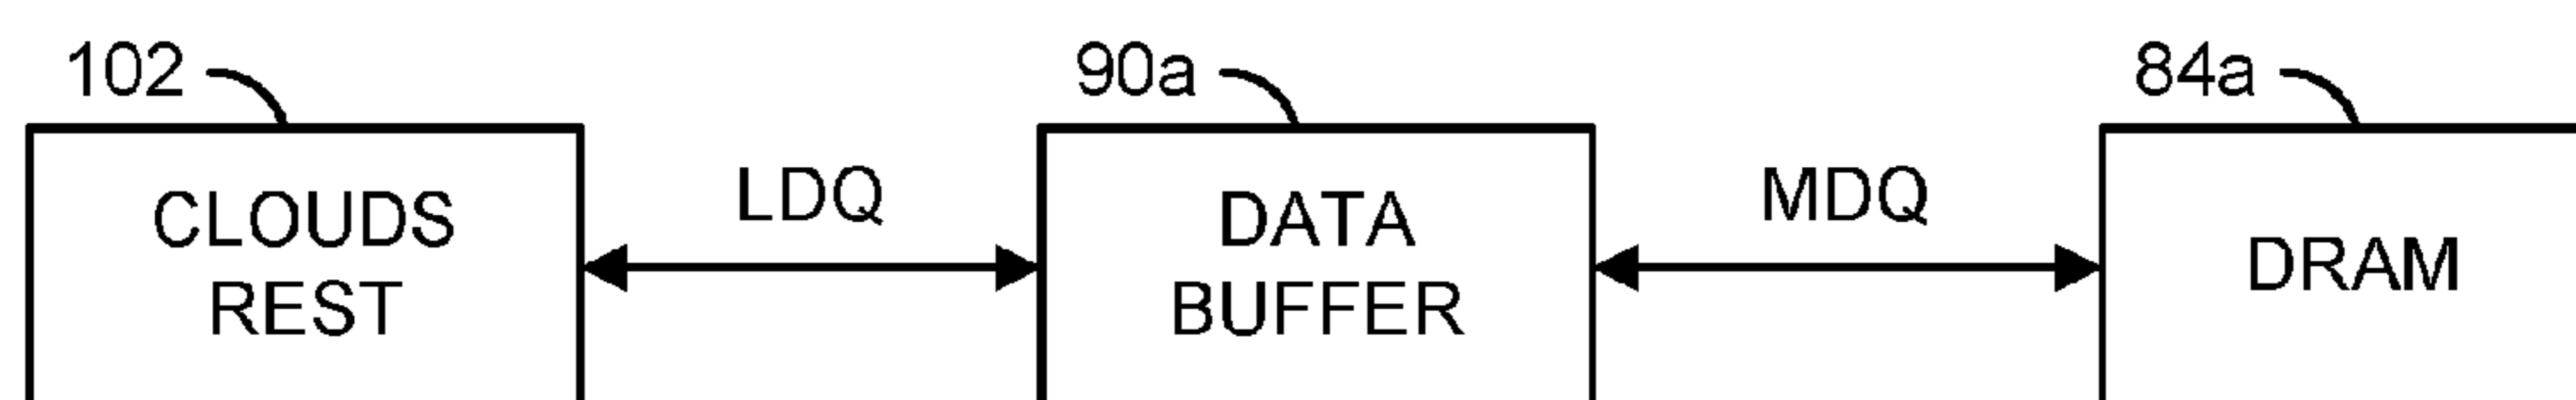 102
90a
84a
CLOUDS
REST
LDQ
DATA
BUFFER
MDQ
DRAM